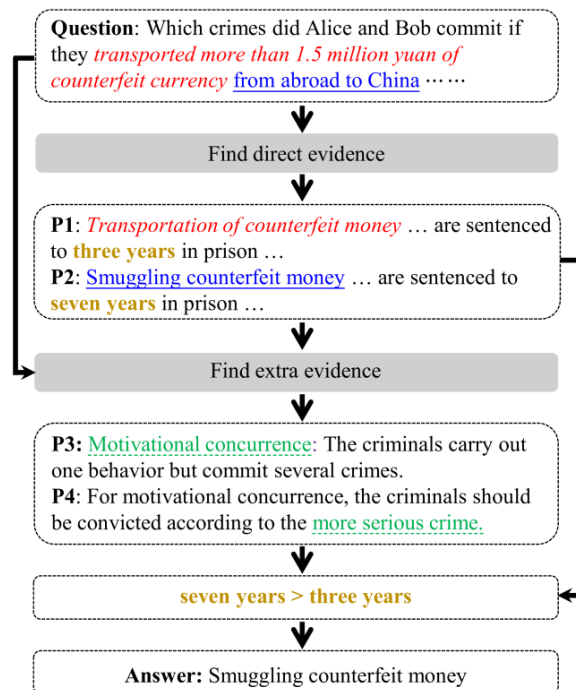 Question: Which crimes did Alice and Bob commit if
they transported more than 1.5 million yuan of
counterfeit currency from abroad to China ⋯⋯
Find direct evidence
P1: Transportation of counterfeit money … are sentenced
to three years in prison …
P2: Smuggling counterfeit money … are sentenced to
seven years in prison …
Find extra evidence
P3: Motivational concurrence: The criminals carry out
one behavior but commit several crimes.
P4: For motivational concurrence, the criminals should
be convicted according to the more serious crime.
seven years > three years
Answer: Smuggling counterfeit money